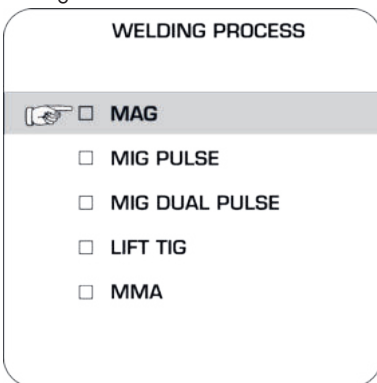 WELDING PROCESS
MAG
MIG PULSE
MIG DUAL PULSE
LIFT TIG
MMA